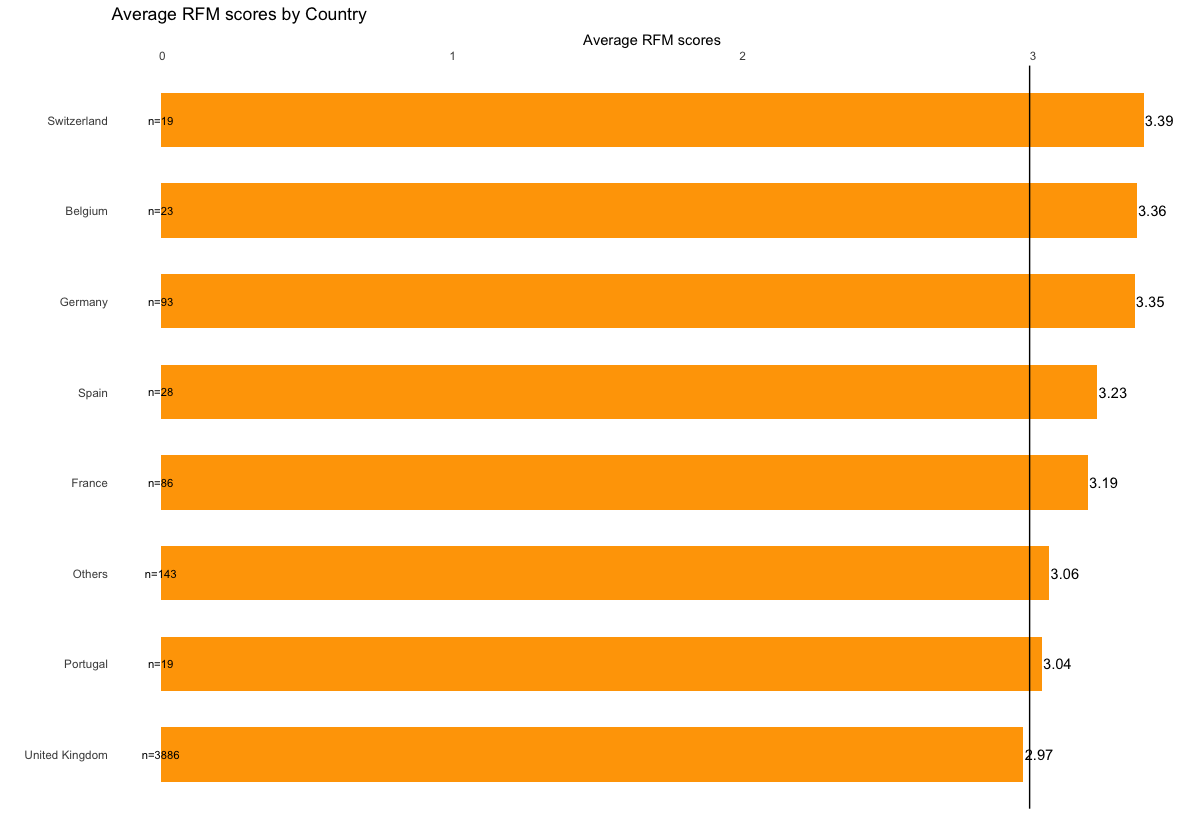 Average RFM scores by Country
Average RFM scores
0 1 2 3
Switzerland n=19 3.39
Belgium n=23 3.36
Germany n=93 3.35
Spain n=28 3.23
France n=86 3.19
Others n=143 3.06
Portugal n=19 3.04
United Kingdom n=3886 2.97